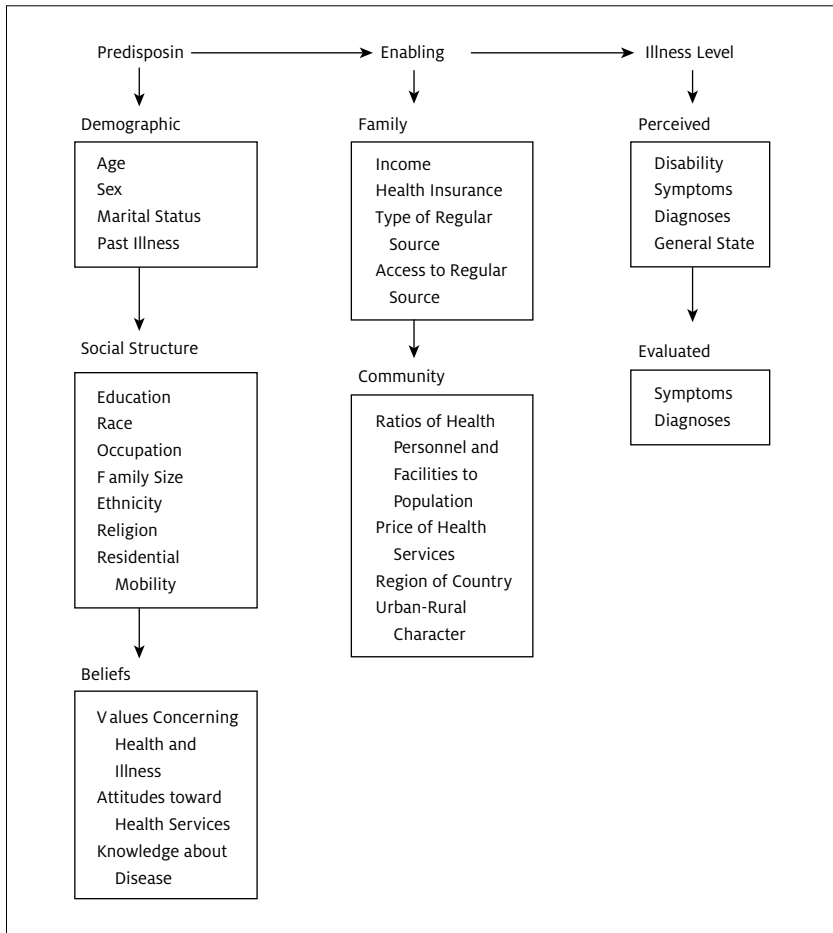 Predisposin
Enabling
Illness Level
Demographic
Age
Sex
Marital Status
Past Illness
Social Structure
Education
Race
Occupation
Family Size
Ethnicity
Religion
Residential
Mobility
Beliefs
Values Concerning
Health and
Illness
Attitudes toward
Health Services
Knowledge about
Disease
Family
Income
Health Insurance
Type of Regular
Source
Access to Regular
Source
Community
Ratios of Health
Personnel and
Facilities to
Population
Price of Health
Services
Region of Country
Urban-Rural
Character
Perceived
Disability
Symptoms
Diagnoses
General State
Evaluated
Symptoms
Diagnoses